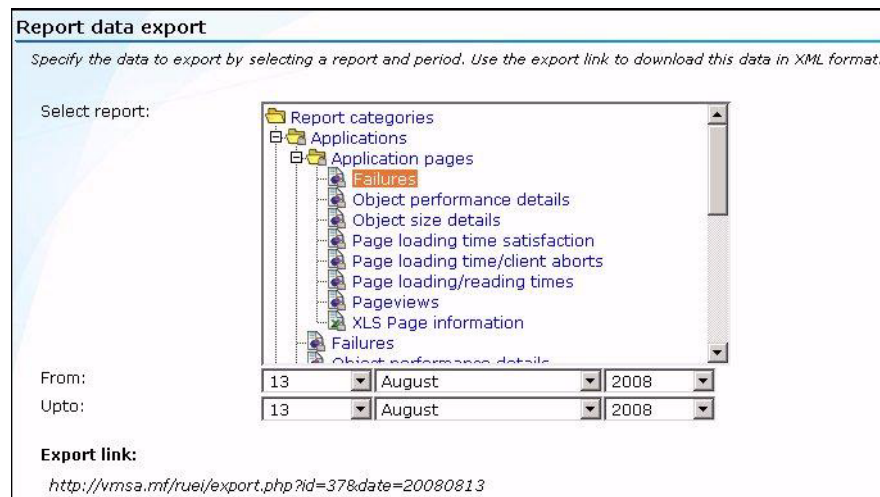 Report data export
Specify the data to export by selecting a report and period. Use the export link to download this data in XML format.
Select report:
Report categories
Applications
Application pages
Failures
Object performance details
Object size details
Page loading time satisfaction
Page loading time/client aborts
Page loading/reading times
Pageviews
XLS Page information
Failures
Object performance details
From:
13 August 2008
Upto:
13 August 2008
Export link:
http://vmsa.mf/ruei/export.php?id=37&date=20080813